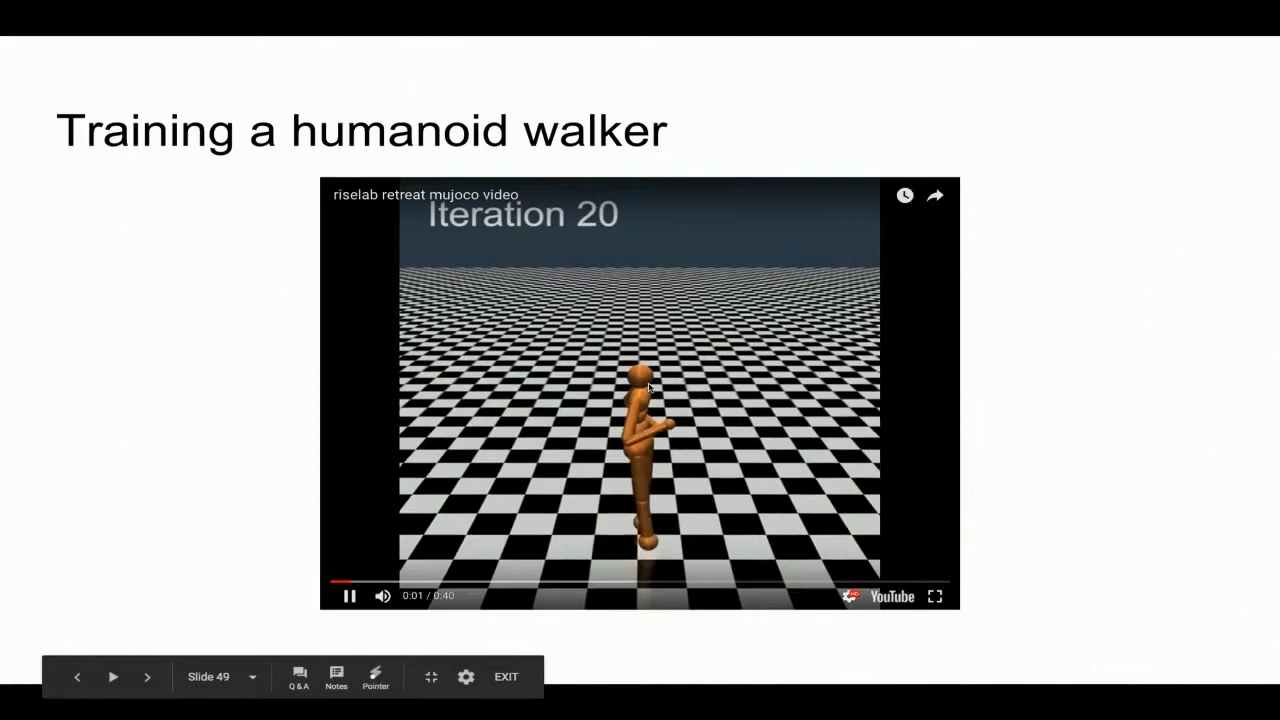 Training a humanoid walker
riselab retreat mujoco video
Iteration 20
0:01 / 0:40
HD
YouTube
Slide 49
EXIT
Q & A
Notes
Pointer